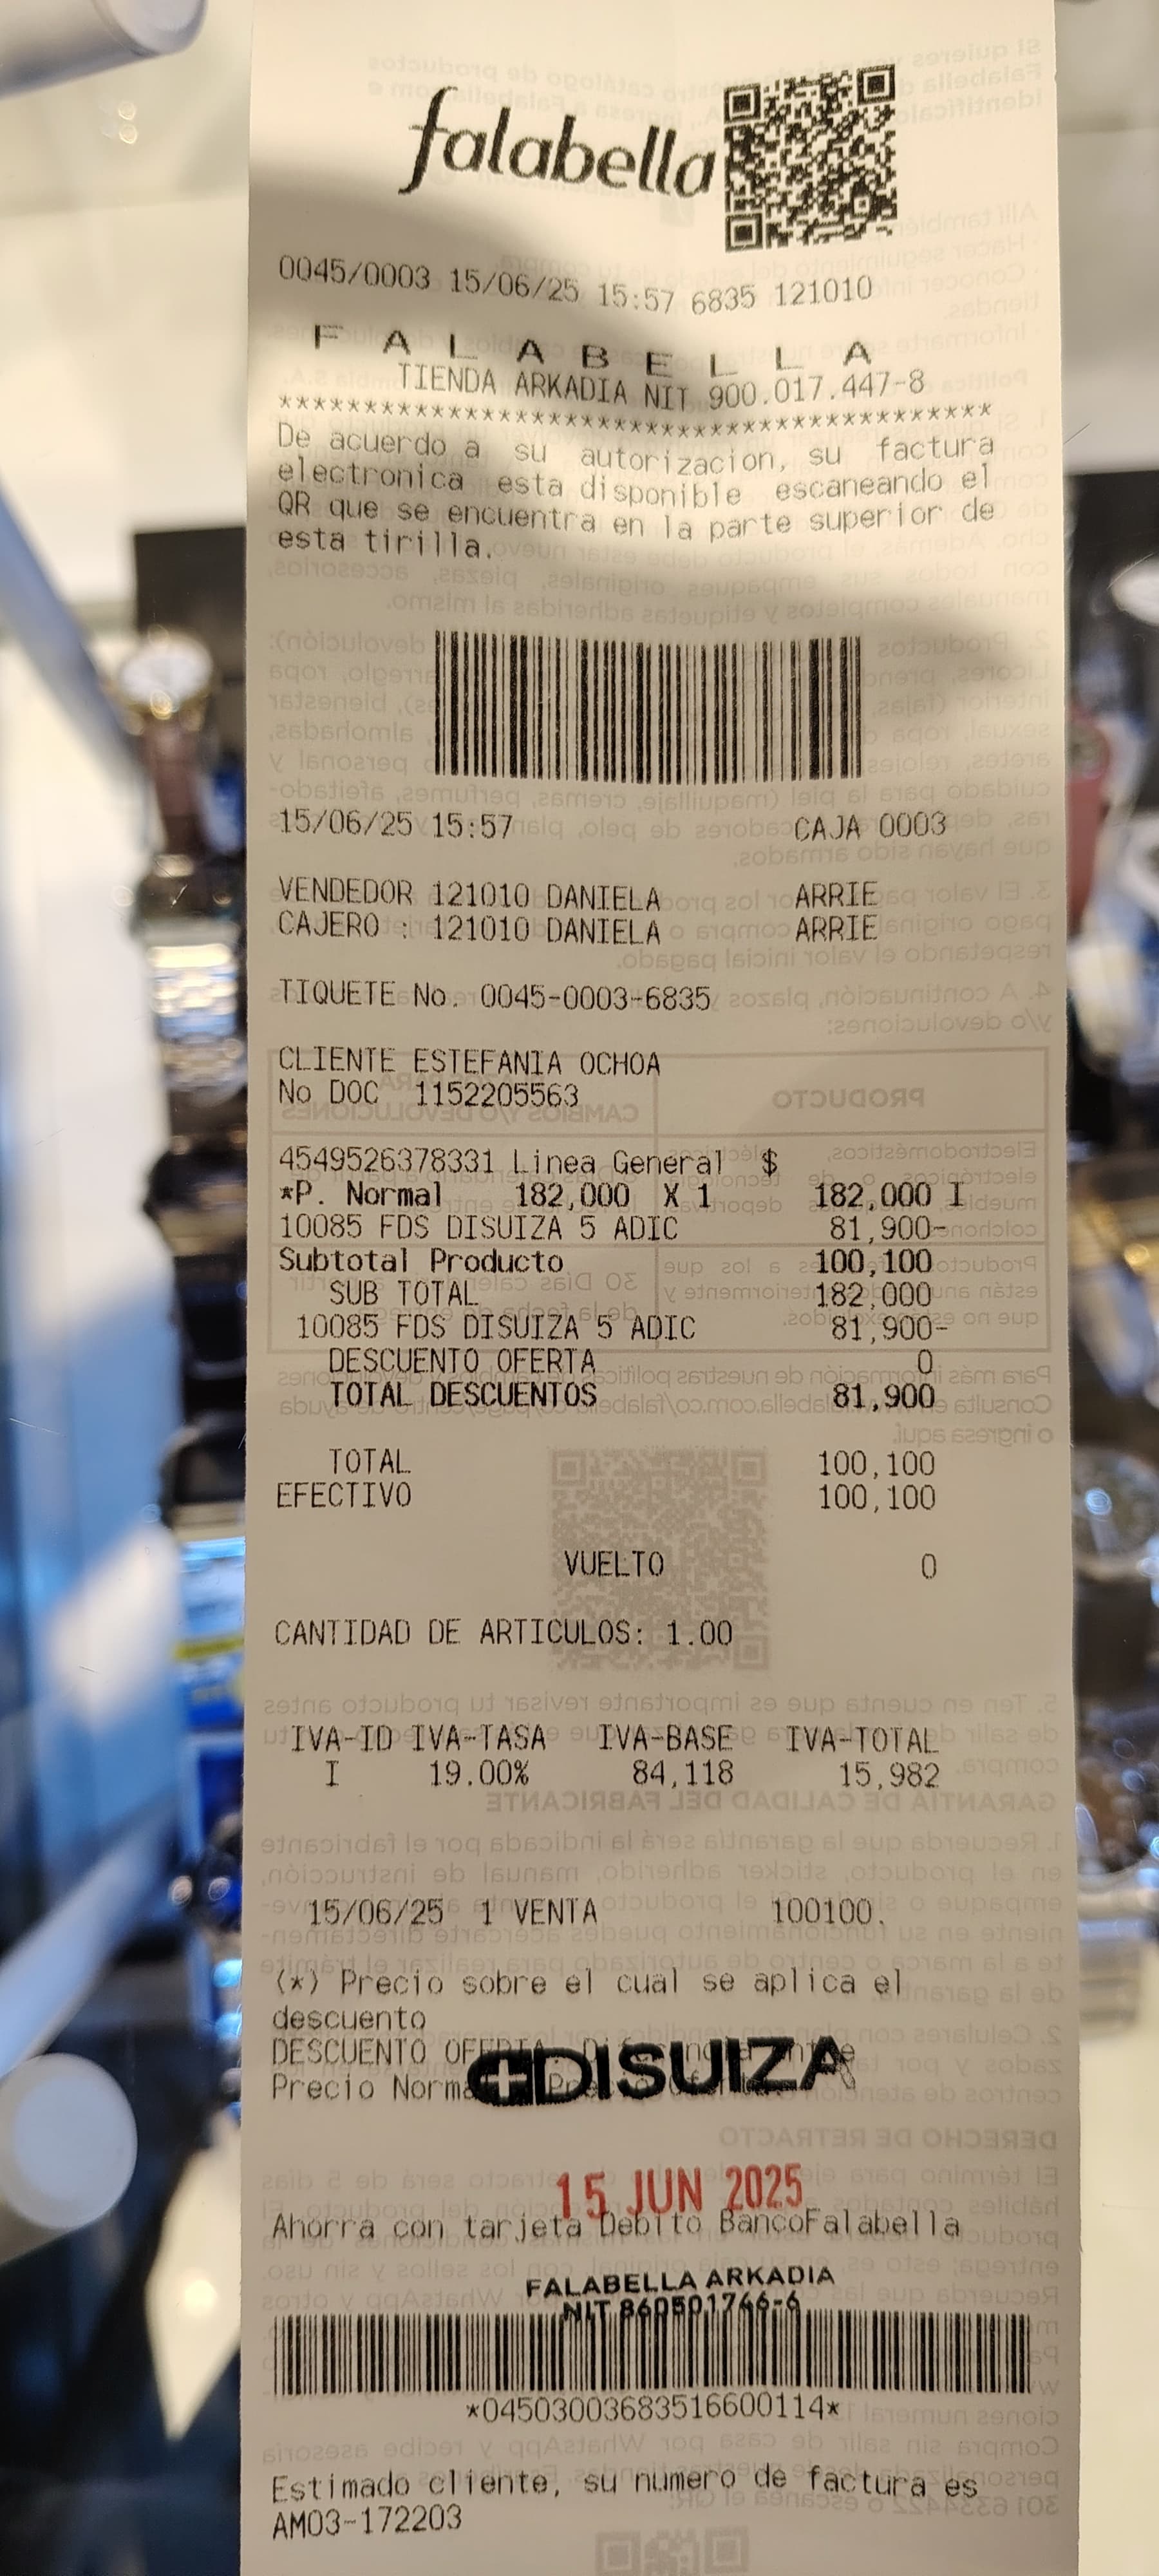 falabella
0045/0003 15/06/25 15:57 6835 121010
F A L A B E L L A
TIENDA ARKADIA NIT 900.017.447-8
******************************************
De acuerdo a su autorizacion, su factura
electronica esta disponible escaneando el
QR que se encuentra en la parte superior de
esta tirilla.
15/06/25 15:57 CAJA 0003
VENDEDOR 121010 DANIELA ARRIE
CAJERO : 121010 DANIELA ARRIE
TIQUETE No. 0045-0003-6835
CLIENTE ESTEFANIA OCHOA
No DOC 1152205563
4549526378331 Linea General $
*P. Normal 182,000 X 1 182,000 I
10085 FDS DISUIZA 5 ADIC 81,900-
Subtotal Producto 100,100
SUB TOTAL 182,000
10085 FDS DISUIZA 5 ADIC 81,900-
DESCUENTO OFERTA 0
TOTAL DESCUENTOS 81,900
TOTAL 100,100
EFECTIVO 100,100
VUELTO 0
CANTIDAD DE ARTICULOS: 1.00
IVA-ID IVA-TASA IVA-BASE IVA-TOTAL
I 19.00% 84,118 15,982
15/06/25 1 VENTA 100100.
(*) Precio sobre el cual se aplica el
descuento
DESCUENTO OFERTA:
Precio
DISUIZA
15 JUN 2025
Ahorra con tarjeta Debito BancoFalabella
FALABELLA ARKADIA
NIT 860501766-6
*04503003683516600114*
Estimado cliente, su numero de factura es
AM03-172203